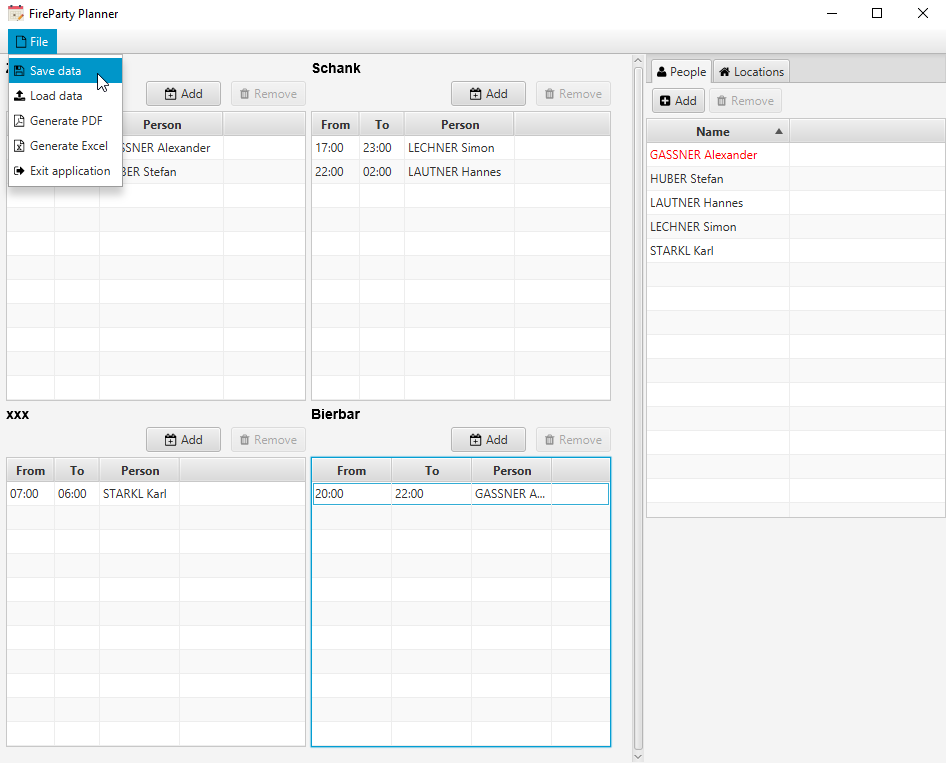 FireParty Planner
File
Save data
Load data
Generate PDF
Generate Excel
Exit application
Add Remove
Person
SSNER Alexander
BER Stefan
Schank
Add Remove
From To Person
17:00 23:00 LECHNER Simon
22:00 02:00 LAUTNER Hannes
xxx
Add Remove
From To Person
07:00 06:00 STARKL Karl
Bierbar
Add Remove
From To Person
20:00 22:00 GASSNER A...
People Locations
Add Remove
Name
GASSNER Alexander
HUBER Stefan
LAUTNER Hannes
LECHNER Simon
STARKL Karl